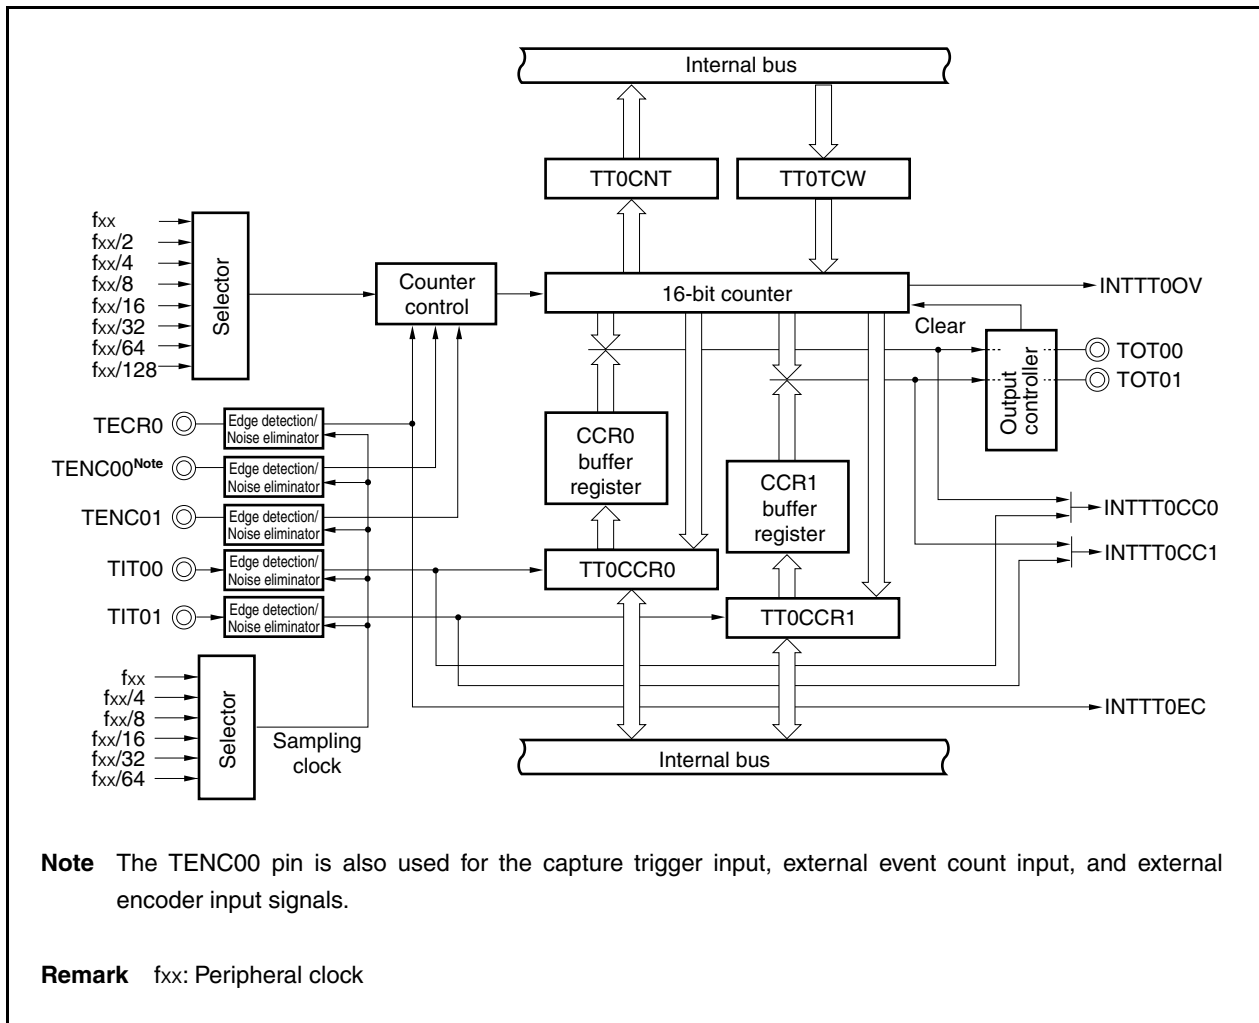 Internal bus
TT0CNT
TT0TCW
fxx
fxx/2
fxx/4
fxx/8
fxx/16
fxx/32
fxx/64
fxx/128
Selector
Counter
control
16-bit counter
INTTT0OV
Clear
Output
controller
TOT00
TOT01
TECR0
Edge detection/
Noise eliminator
TENC00Note
Edge detection/
Noise eliminator
TENC01
Edge detection/
Noise eliminator
TIT00
Edge detection/
Noise eliminator
TIT01
Edge detection/
Noise eliminator
CCR0
buffer
register
CCR1
buffer
register
INTTT0CC0
INTTT0CC1
TT0CCR0
TT0CCR1
fxx
fxx/4
fxx/8
fxx/16
fxx/32
fxx/64
Selector
Sampling
clock
INTTT0EC
Internal bus
Note The TENC00 pin is also used for the capture trigger input, external event count input, and external
encoder input signals.
Remark fxx: Peripheral clock